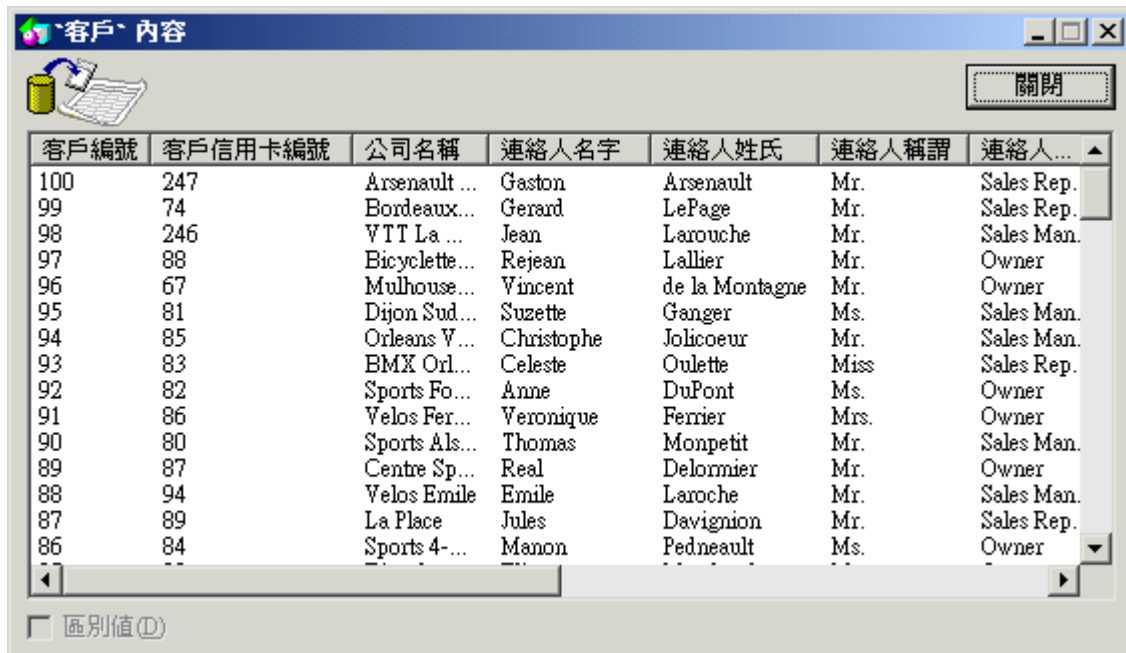 `客戶` 內容
關閉
客戶編號 客戶信用卡編號 公司名稱 連絡人名字 連絡人姓氏 連絡人稱謂 連絡人...
100 247 Arsenault ... Gaston Arsenault Mr. Sales Rep.
99 74 Bordeaux... Gerard LePage Mr. Sales Rep.
98 246 VTT La ... Jean Larouche Mr. Sales Man.
97 88 Bicyclette... Rejean Lallier Mr. Owner
96 67 Mulhouse... Vincent de la Montagne Mr. Owner
95 81 Dijon Sud... Suzette Ganger Ms. Sales Man.
94 85 Orleans V... Christophe Jolicoeur Mr. Sales Man.
93 83 BMX Orl... Celeste Oulette Miss Sales Rep.
92 82 Sports Fo... Anne DuPont Ms. Owner
91 86 Velos Fer... Veronique Ferrier Mrs. Owner
90 80 Sports Als... Thomas Monpetit Mr. Sales Man.
89 87 Centre Sp... Real Delormier Mr. Owner
88 94 Velos Emile Emile Laroche Mr. Sales Man.
87 89 La Place Jules Davignion Mr. Sales Rep.
86 84 Sports 4-... Manon Pedneault Ms. Owner
區別值(D)